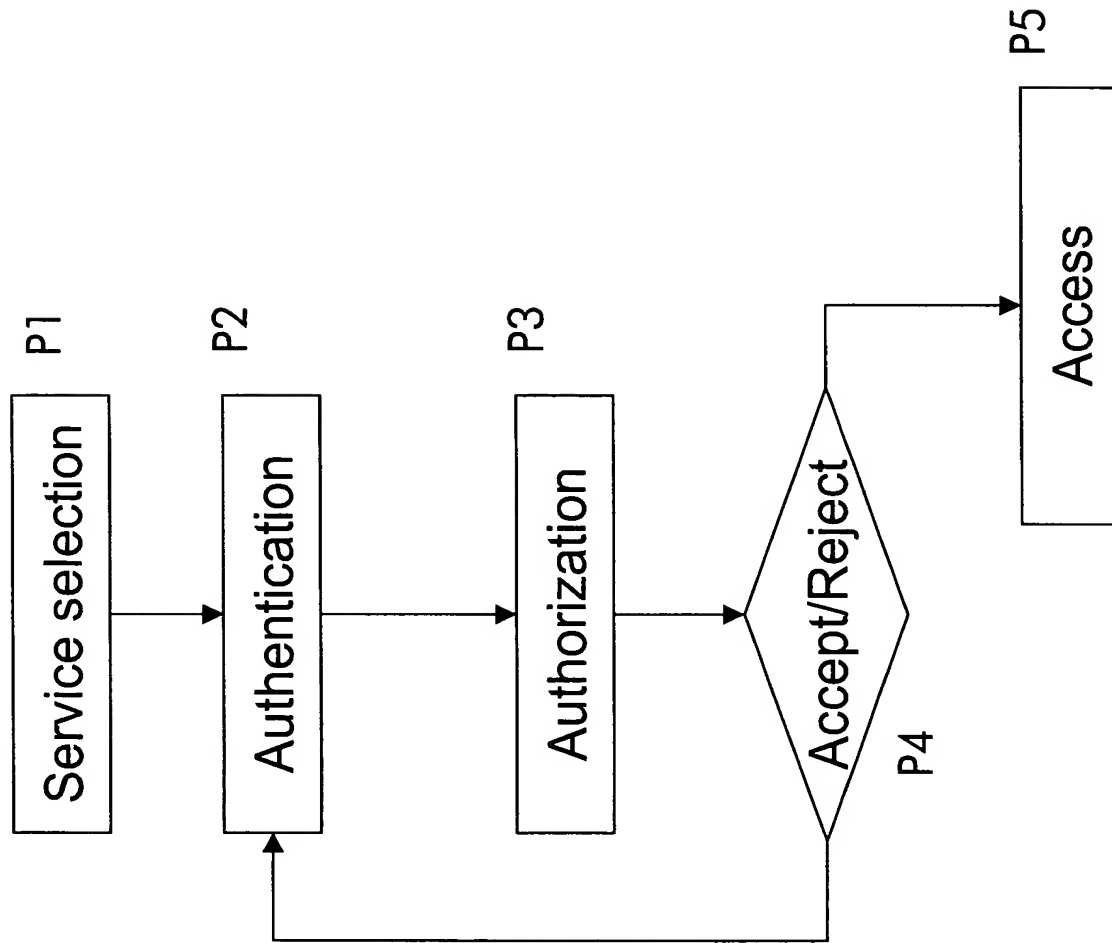 Service selection
P1
Authentication
P2
Authorization
P3
Accept/Reject
P4
Access
P5